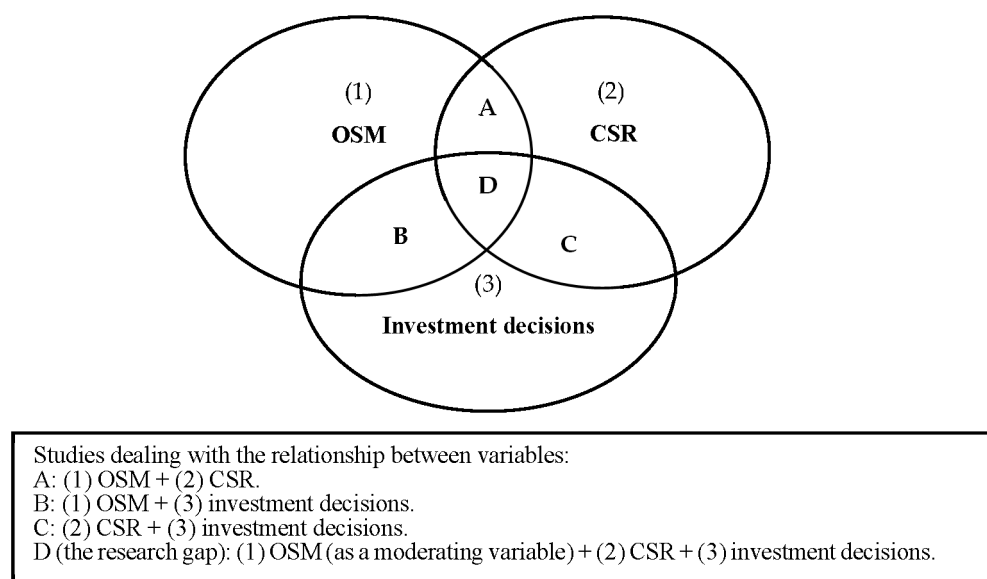 (1)
OSM
A
(2)
CSR
D
B
C
(3)
Investment decisions
Studies dealing with the relationship between variables:
A: (1) OSM + (2) CSR.
B: (1) OSM + (3) investment decisions.
C: (2) CSR + (3) investment decisions.
D (the research gap): (1) OSM (as a moderating variable) + (2) CSR + (3) investment decisions.